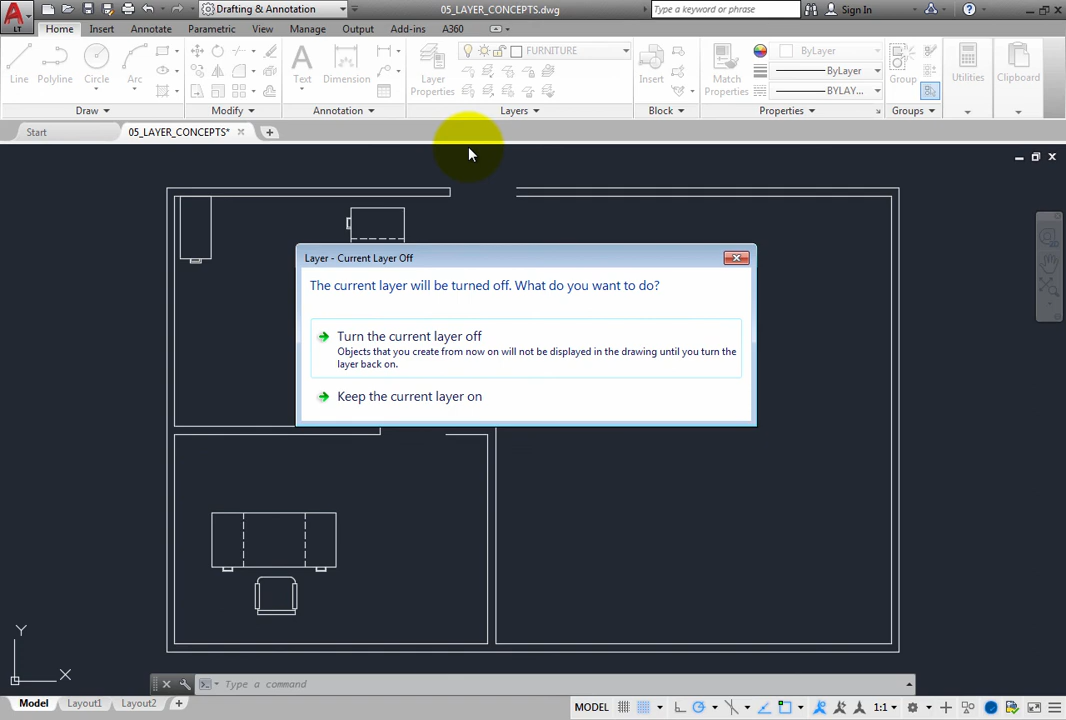 LT
Drafting & Annotation
05_LAYER_CONCEPTS.dwg
Type a keyword or phrase
Sign In
Home
Insert
Annotate
Parametric
View
Manage
Output
Add-ins
A360
Line
Polyline
Circle
Arc
Text
Dimension
Layer
Properties
FURNITURE
Insert
Match
Properties
ByLayer
ByLayer
BYLAY...
Group
Utilities
Clipboard
Draw
Modify
Annotation
Layers
Block
Properties
Groups
Start
05_LAYER_CONCEPTS*
Layer - Current Layer Off
The current layer will be turned off. What do you want to do?
Turn the current layer off
Objects that you create from now on will not be displayed in the drawing until you turn the
layer back on.
Keep the current layer on
Y
X
Type a command
Model
Layout1
Layout2
MODEL
1:1